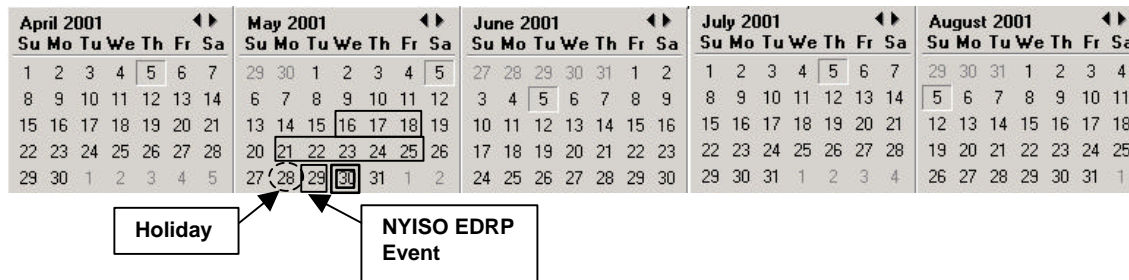 April 2001
Su Mo Tu We Th Fr Sa
1 2 3 4 5 6 7
8 9 10 11 12 13 14
15 16 17 18 19 20 21
22 23 24 25 26 27 28
29 30 1 2 3 4 5
May 2001
Su Mo Tu We Th Fr Sa
29 30 1 2 3 4 5
6 7 8 9 10 11 12
13 14 15 16 17 18 19
20 21 22 23 24 25 26
27 28 29 30 31 1 2
June 2001
Su Mo Tu We Th Fr Sa
27 28 29 30 31 1 2
3 4 5 6 7 8 9
10 11 12 13 14 15 16
17 18 19 20 21 22 23
24 25 26 27 28 29 30
July 2001
Su Mo Tu We Th Fr Sa
1 2 3 4 5 6 7
8 9 10 11 12 13 14
15 16 17 18 19 20 21
22 23 24 25 26 27 28
29 30 31 1 2 3 4
August 2001
Su Mo Tu We Th Fr Sa
29 30 31 1 2 3 4
5 6 7 8 9 10 11
12 13 14 15 16 17 18
19 20 21 22 23 24 25
26 27 28 29 30 31 1
Holiday
NYISO EDRP
Event